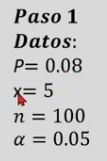 Paso 1
Datos:
P= 0.08
x= 5
n = 100
α = 0.05